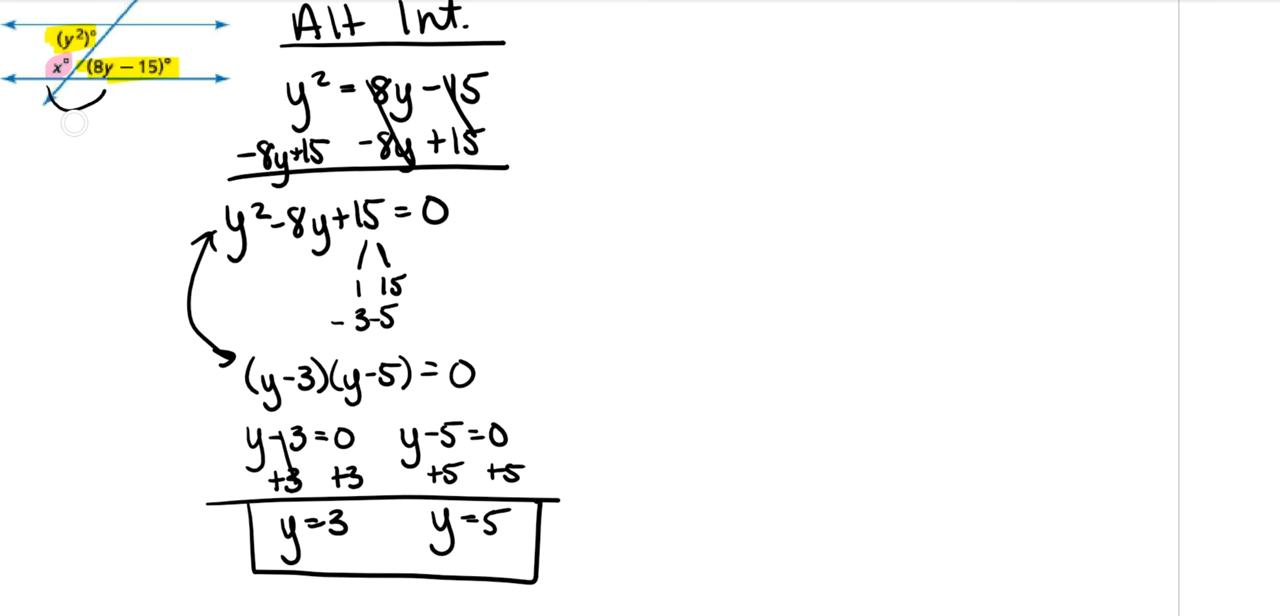 Alt Int.
(y²)°
x° (8y – 15)°
y² = 8y - 15
-8y+15 -8y +15
y²-8y+15 = 0
1 15
- 3-5
(y-3)(y-5) = 0
y-3=0 y-5=0
+3 +3 +5 +5
y=3 y=5